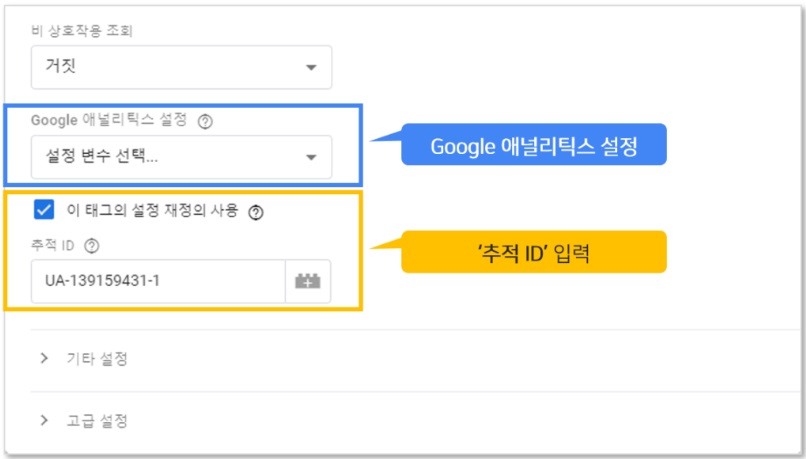 비 상호작용 조회
거짓
Google 애널리틱스 설정
설정 변수 선택...
Google 애널리틱스 설정
이 태그의 설정 재정의 사용
추적 ID
‘추적 ID’ 입력
UA-139159431-1
기타 설정
고급 설정